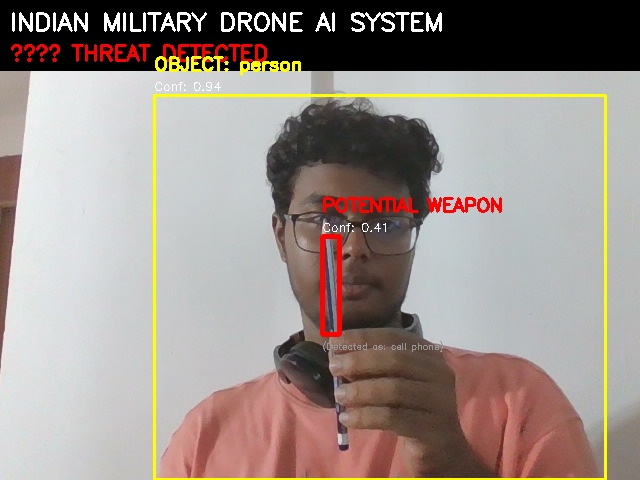 INDIAN MILITARY DRONE AI SYSTEM
???? THREAT DETECTED
OBJECT: person
Conf: 0.94
POTENTIAL WEAPON
Conf: 0.41
(Detected as: cell phone)